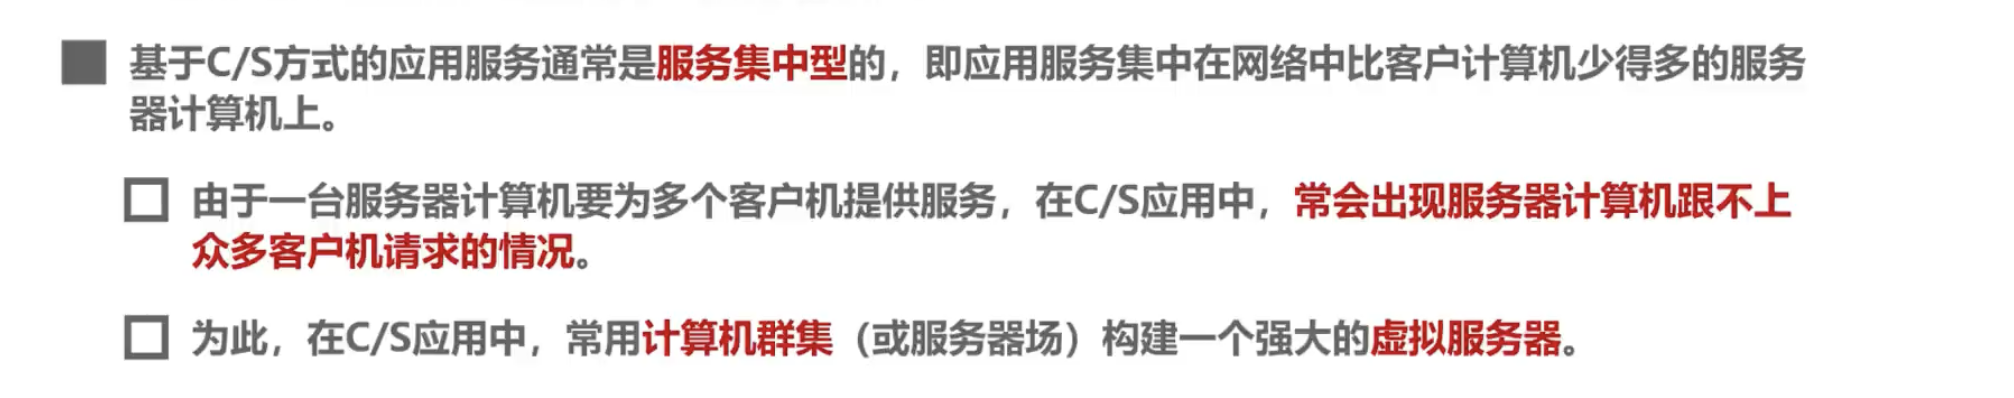 基于C/S方式的应用服务通常是服务集中型的，即应用服务集中在网络中比客户计算机少得多的服务
器计算机上。
由于一台服务器计算机要为多个客户机提供服务，在C/S应用中，常会出现服务器计算机跟不上
众多客户机请求的情况。
为此，在C/S应用中，常用计算机群集（或服务器场）构建一个强大的虚拟服务器。